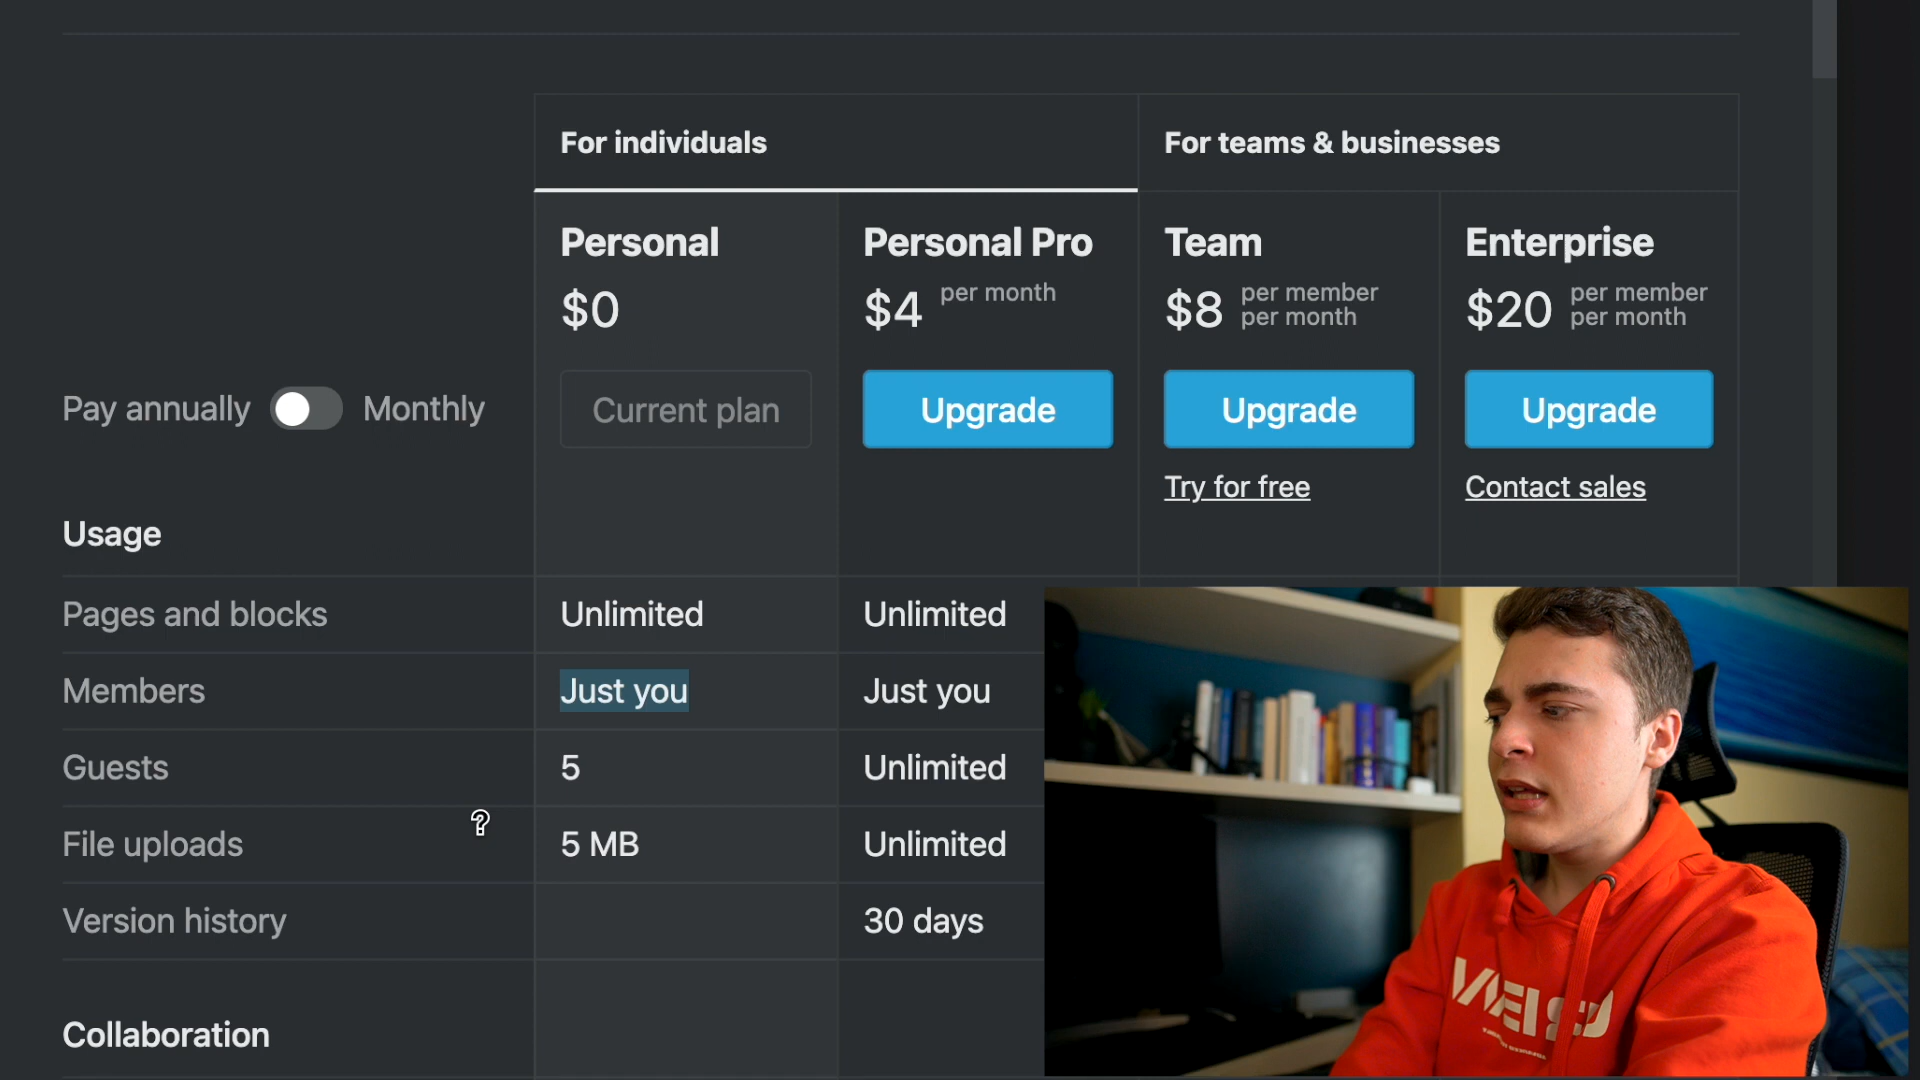 For individuals
For teams & businesses
Personal
Personal Pro
Team
Enterprise
$0
$4 per month
$8 per member per month
$20 per member per month
Pay annually
Monthly
Current plan
Upgrade
Upgrade
Upgrade
Try for free
Contact sales
Usage
Pages and blocks
Unlimited
Unlimited
Members
Just you
Just you
Guests
5
Unlimited
File uploads
5 MB
Unlimited
Version history
30 days
Collaboration